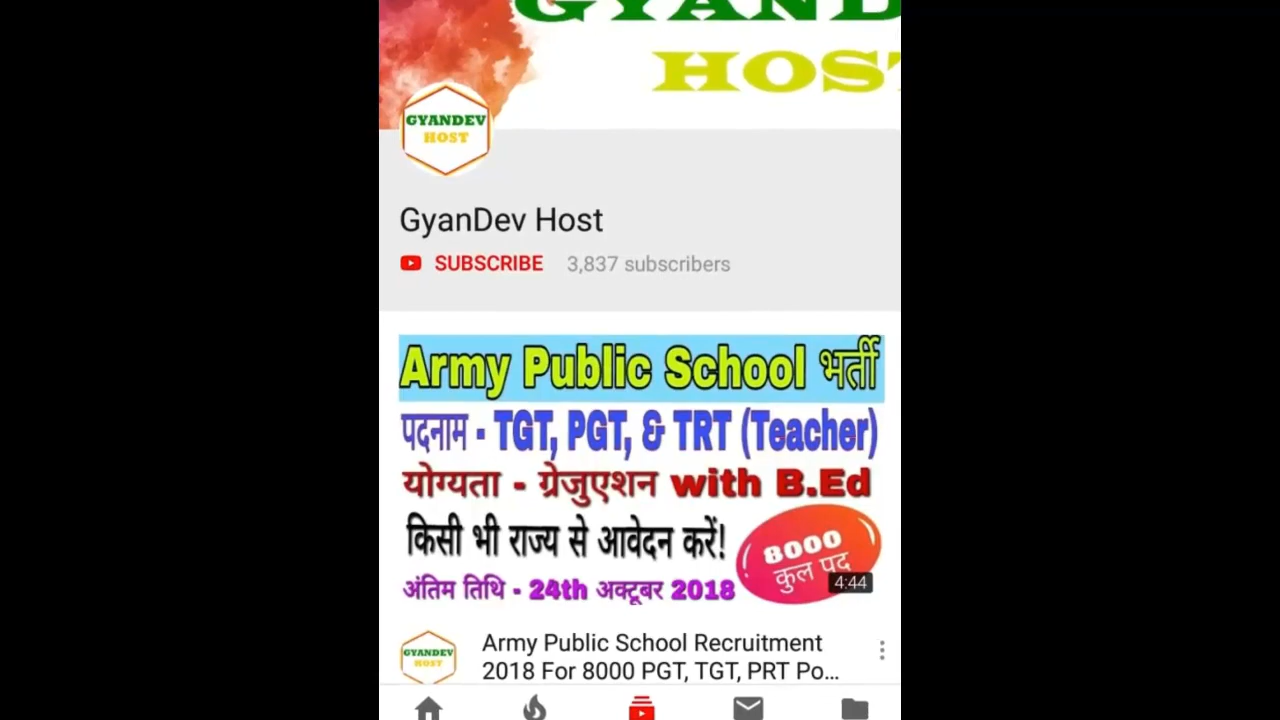 GYAND
HOST
GYANDEV
HOST
GyanDev Host
SUBSCRIBE 3,837 subscribers
Army Public School भर्ती
पदनाम - TGT, PGT, & TRT (Teacher)
योग्यता - ग्रेजुएशन with B.Ed
किसी भी राज्य से आवेदन करें!
8000
कुल पद
अंतिम तिथि - 24th अक्टूबर 2018
4:44
GYANDEV
HOST
Army Public School Recruitment
2018 For 8000 PGT, TGT, PRT Po...